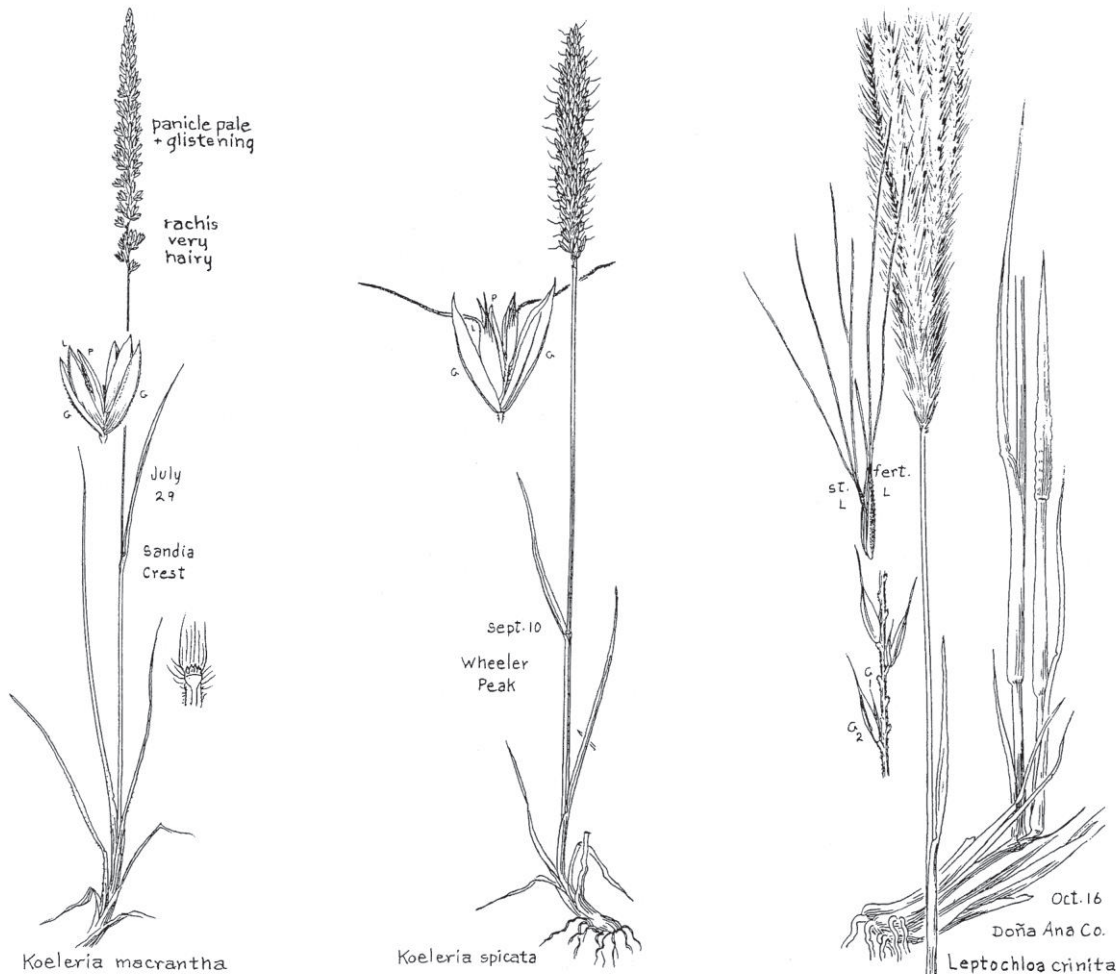 panicle pale
+ glistening
rachis
very
hairy
L
P
G
G
July
29
Sandia
Crest
Koeleria macrantha
P
L
G
G
Sept. 10
Wheeler
Peak
Koeleria spicata
st.
L
fert.
L
G
G2
Oct. 16
Doña Ana Co.
Leptochloa crinita